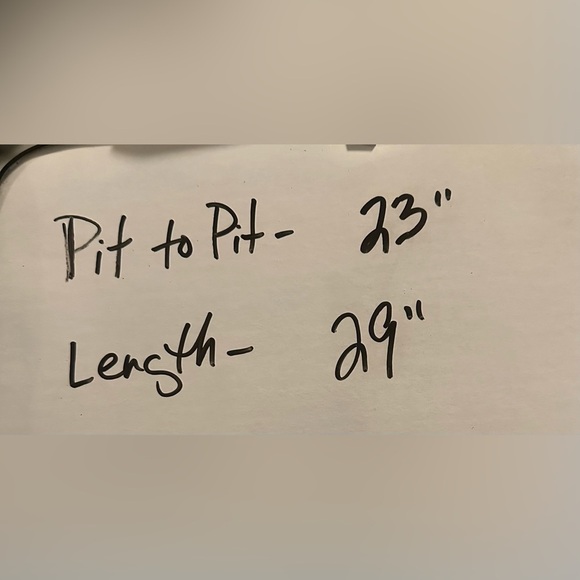 Pit to Pit- 23"
Length- 29"